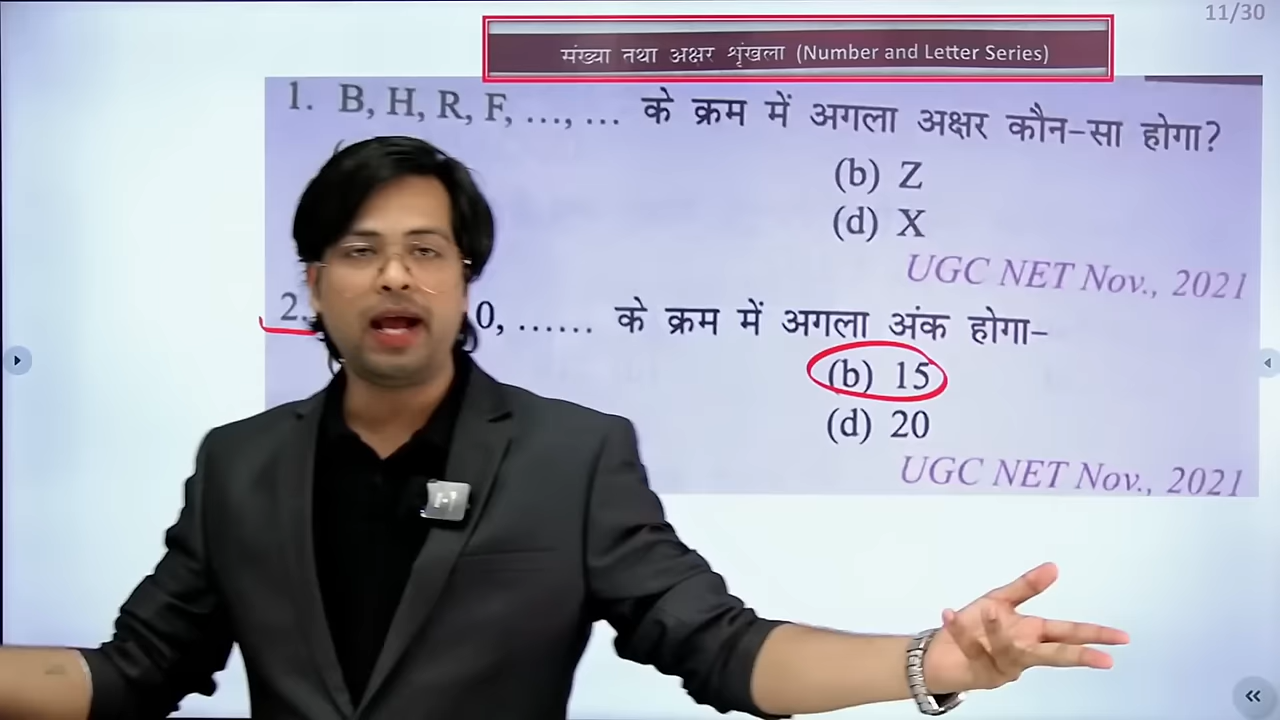 11/30
संख्या तथा अक्षर शृंखला (Number and Letter Series)
1. B, H, R, F, ..., ... के क्रम में अगला अक्षर कौन-सा होगा?
(b) Z
(d) X
UGC NET Nov., 2021
2. 0, ...... के क्रम में अगला अंक होगा-
(b) 15
(d) 20
UGC NET Nov., 2021